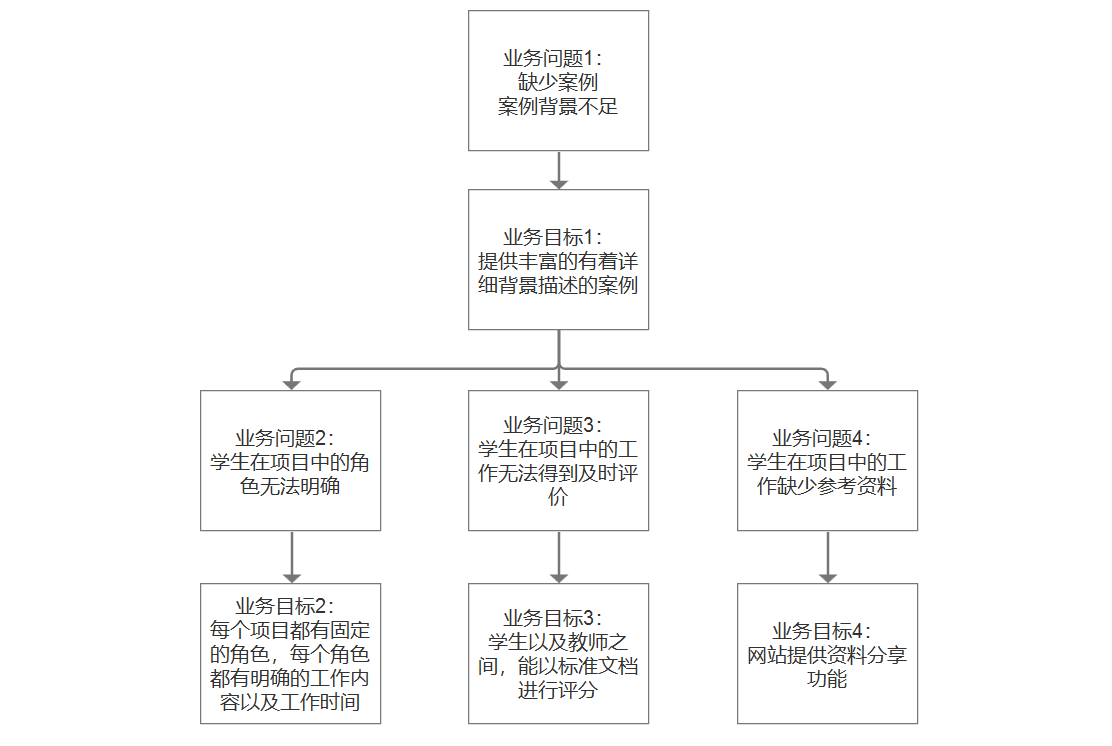 业务问题1：
缺少案例
案例背景不足
业务目标1：
提供丰富的有着详
细背景描述的案例
业务问题2：
学生在项目中的角
色无法明确
业务问题3：
学生在项目中的工
作无法得到及时评
价
业务问题4：
学生在项目中的工
作缺少参考资料
业务目标2：
每个项目都有固定
的角色，每个角色
都有明确的工作内
容以及工作时间
业务目标3：
学生以及教师之
间，能以标准文档
进行评分
业务目标4：
网站提供资料分享
功能